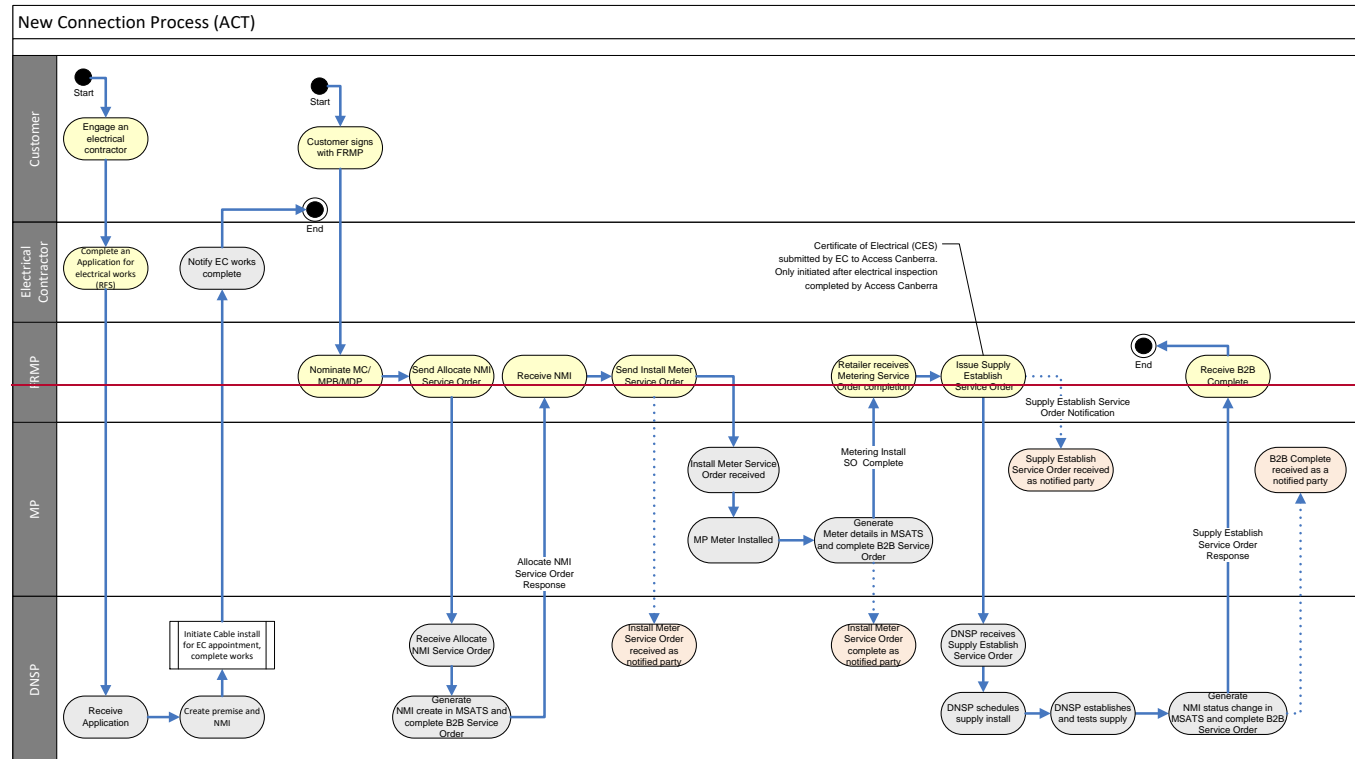 New Connection Process (ACT)
Customer
Start
Engage an
electrical
contractor
Start
Customer signs
with FRMP
End
Electrical
Contractor
Complete an
Application for
electrical works
(RFS)
Notify EC works
complete
Certificate of Electrical (CES)
submitted by EC to Access Canberra.
Only initiated after electrical inspection
completed by Access Canberra
FRMP
Nominate MC/
MPB/MDP
Send Allocate NMI
Service Order
Receive NMI
Send Install Meter
Service Order
Retailer receives
Metering Service
Order completion
Issue Supply
Establish
Service Order
End
Receive B2B
Complete
Supply Establish Service
Order Notification
MP
Install Meter Service
Order received
Metering Install
SO Complete
Supply Establish
Service Order received
as notified party
B2B Complete
received as a
notified party
MP Meter Installed
Generate
Meter details in MSATS
and complete B2B Service
Order
Allocate NMI
Service Order
Response
Supply Establish
Service Order
Response
DNSP
Initiate Cable install
for EC appointment,
complete works
Receive Allocate
NMI Service Order
Install Meter
Service Order
received as
notified party
Install Meter
Service Order
complete as
notified party
DNSP receives
Supply Establish
Service Order
Receive
Application
Create premise and
NMI
Generate
NMI create in MSATS and
complete B2B Service
Order
DNSP schedules
supply install
DNSP establishes
and tests supply
Generate
NMI status change in
MSATS and complete B2B
Service Order